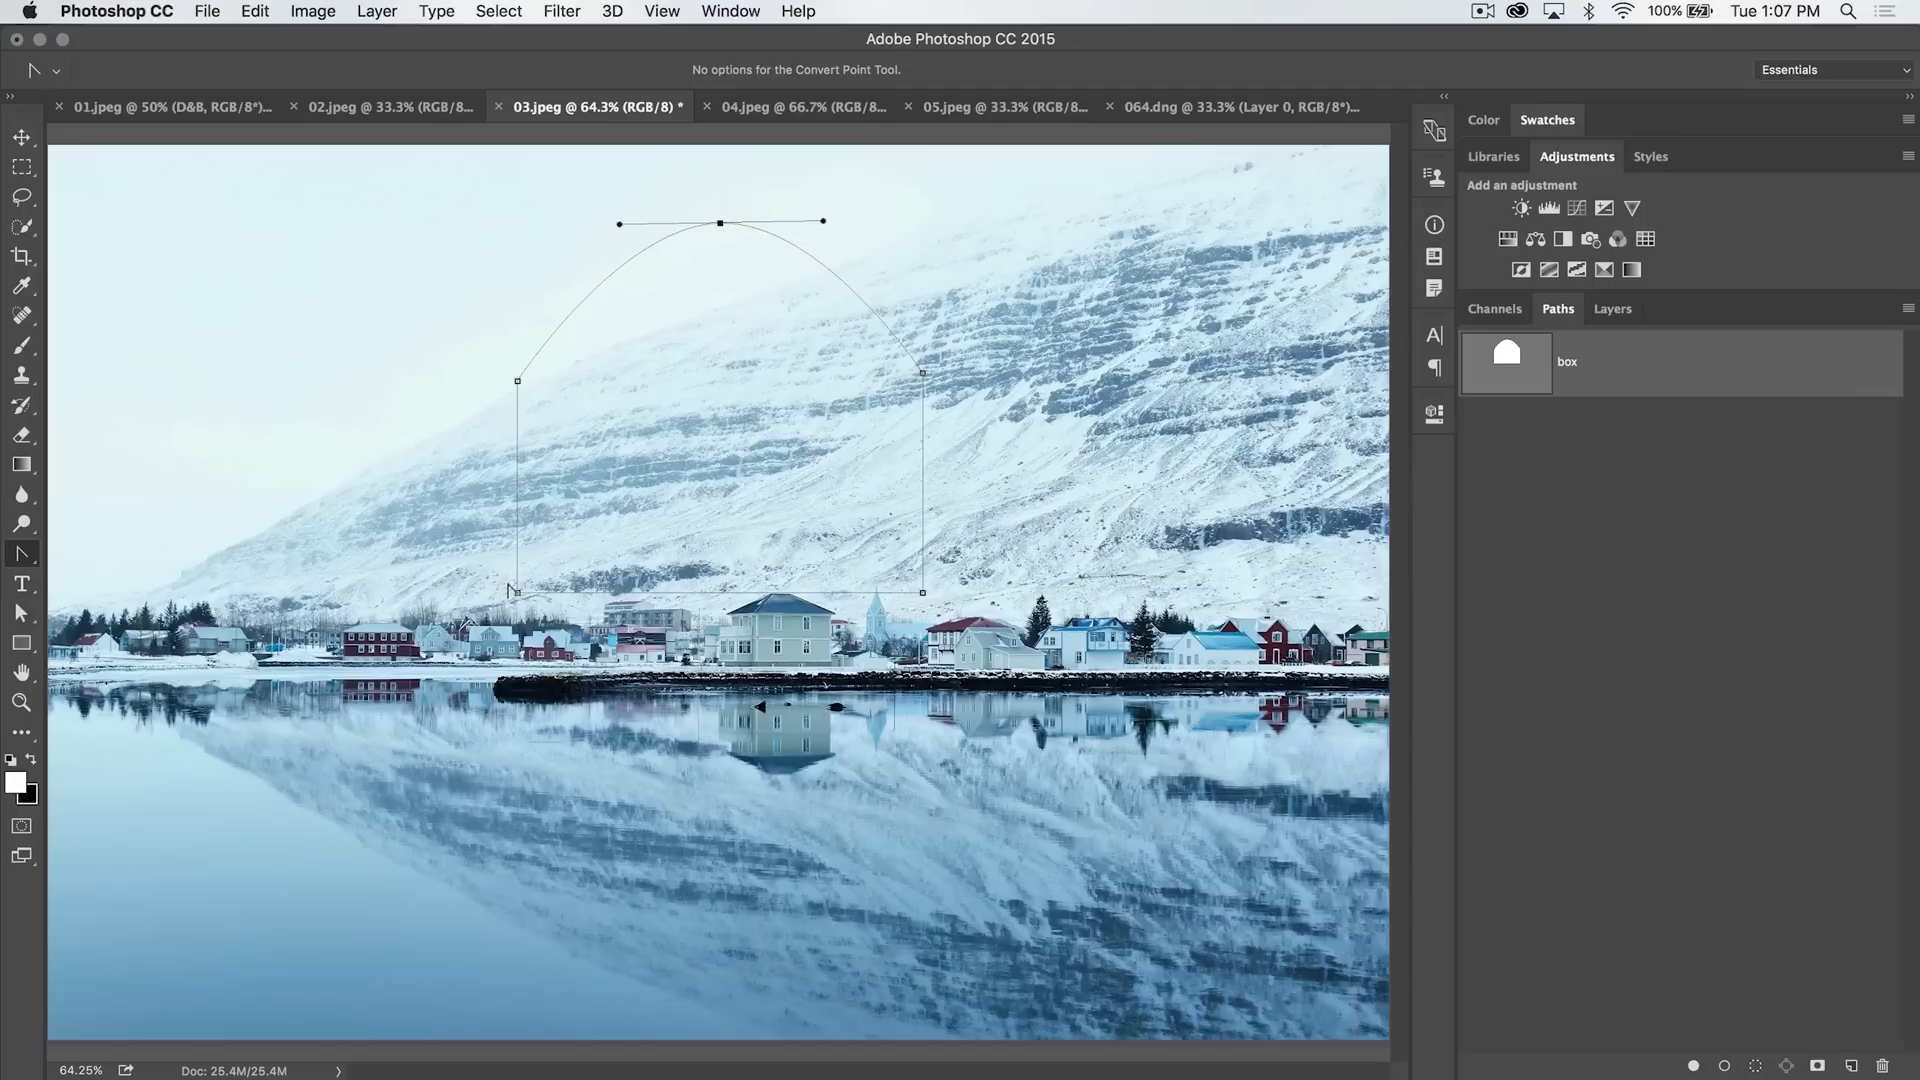 Photoshop CC File Edit Image Layer Type Select Filter 3D View Window Help 100% Tue 1:07 PM
Adobe Photoshop CC 2015
No options for the Convert Point Tool. Essentials
01.jpeg @ 50% (D&B, RGB/8*)... 02.jpeg @ 33.3% (RGB/8... 03.jpeg @ 64.3% (RGB/8) * 04.jpeg @ 66.7% (RGB/8... 05.jpeg @ 33.3% (RGB/8... 064.dng @ 33.3% (Layer 0, RGB/8*)...
Color Swatches
Libraries Adjustments Styles
Add an adjustment
Channels Paths Layers
box
64.25% Doc: 25.4M/25.4M